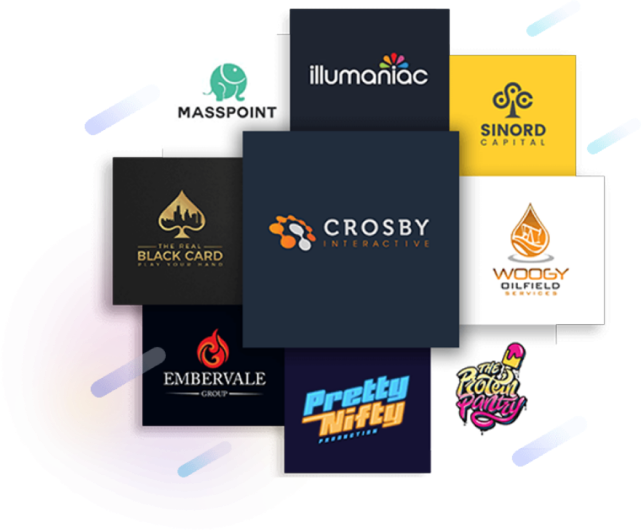 illumaniac
MASSPOINT
SINORD
CAPITAL
CROSBY
INTERACTIVE
THE REAL
BLACK CARD
PLAY YOUR HAND
WOOGY
OILFIELD
SERVICES
EMBERVALE
GROUP
Pretty
Nifty
PRODUCTION
THE
Protein
Pantry